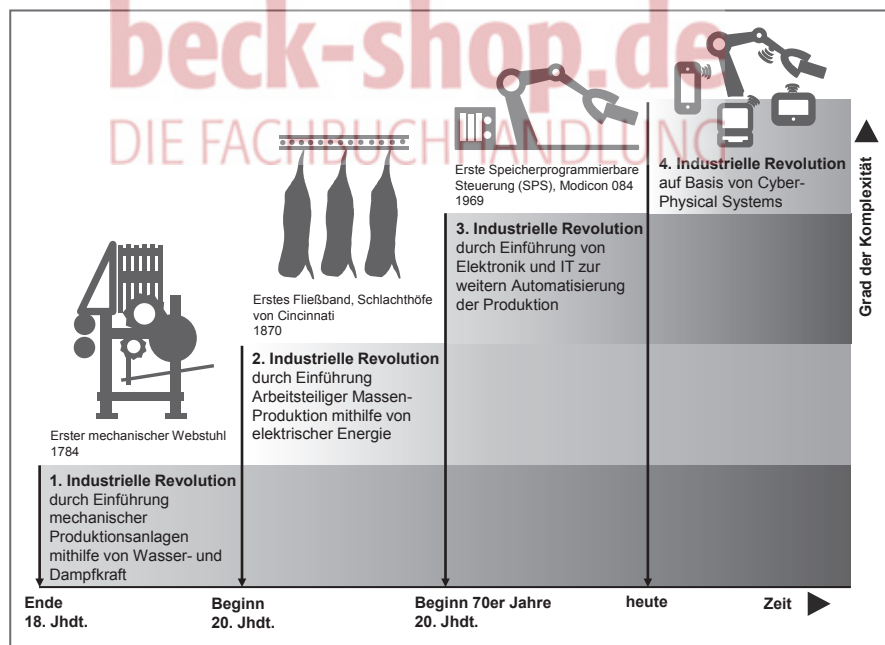 beck-shop.de
DIE FACHBUCHHANDLUNG
Erster mechanischer Webstuhl
1784
1. Industrielle Revolution
durch Einführung
mechanischer
Produktionsanlagen
mithilfe von Wasser- und
Dampfkraft
Erstes Fließband, Schlachthöfe
von Cincinnati
1870
2. Industrielle Revolution
durch Einführung
Arbeitsteiliger Massen-
Produktion mithilfe von
elektrischer Energie
Erste Speicherprogrammierbare
Steuerung (SPS), Modicon 084
1969
3. Industrielle Revolution
durch Einführung von
Elektronik und IT zur
weitern Automatisierung
der Produktion
4. Industrielle Revolution
auf Basis von Cyber-
Physical Systems
Grad der Komplexität
Ende
18. Jhdt.
Beginn
20. Jhdt.
Beginn 70er Jahre
20. Jhdt.
heute
Zeit